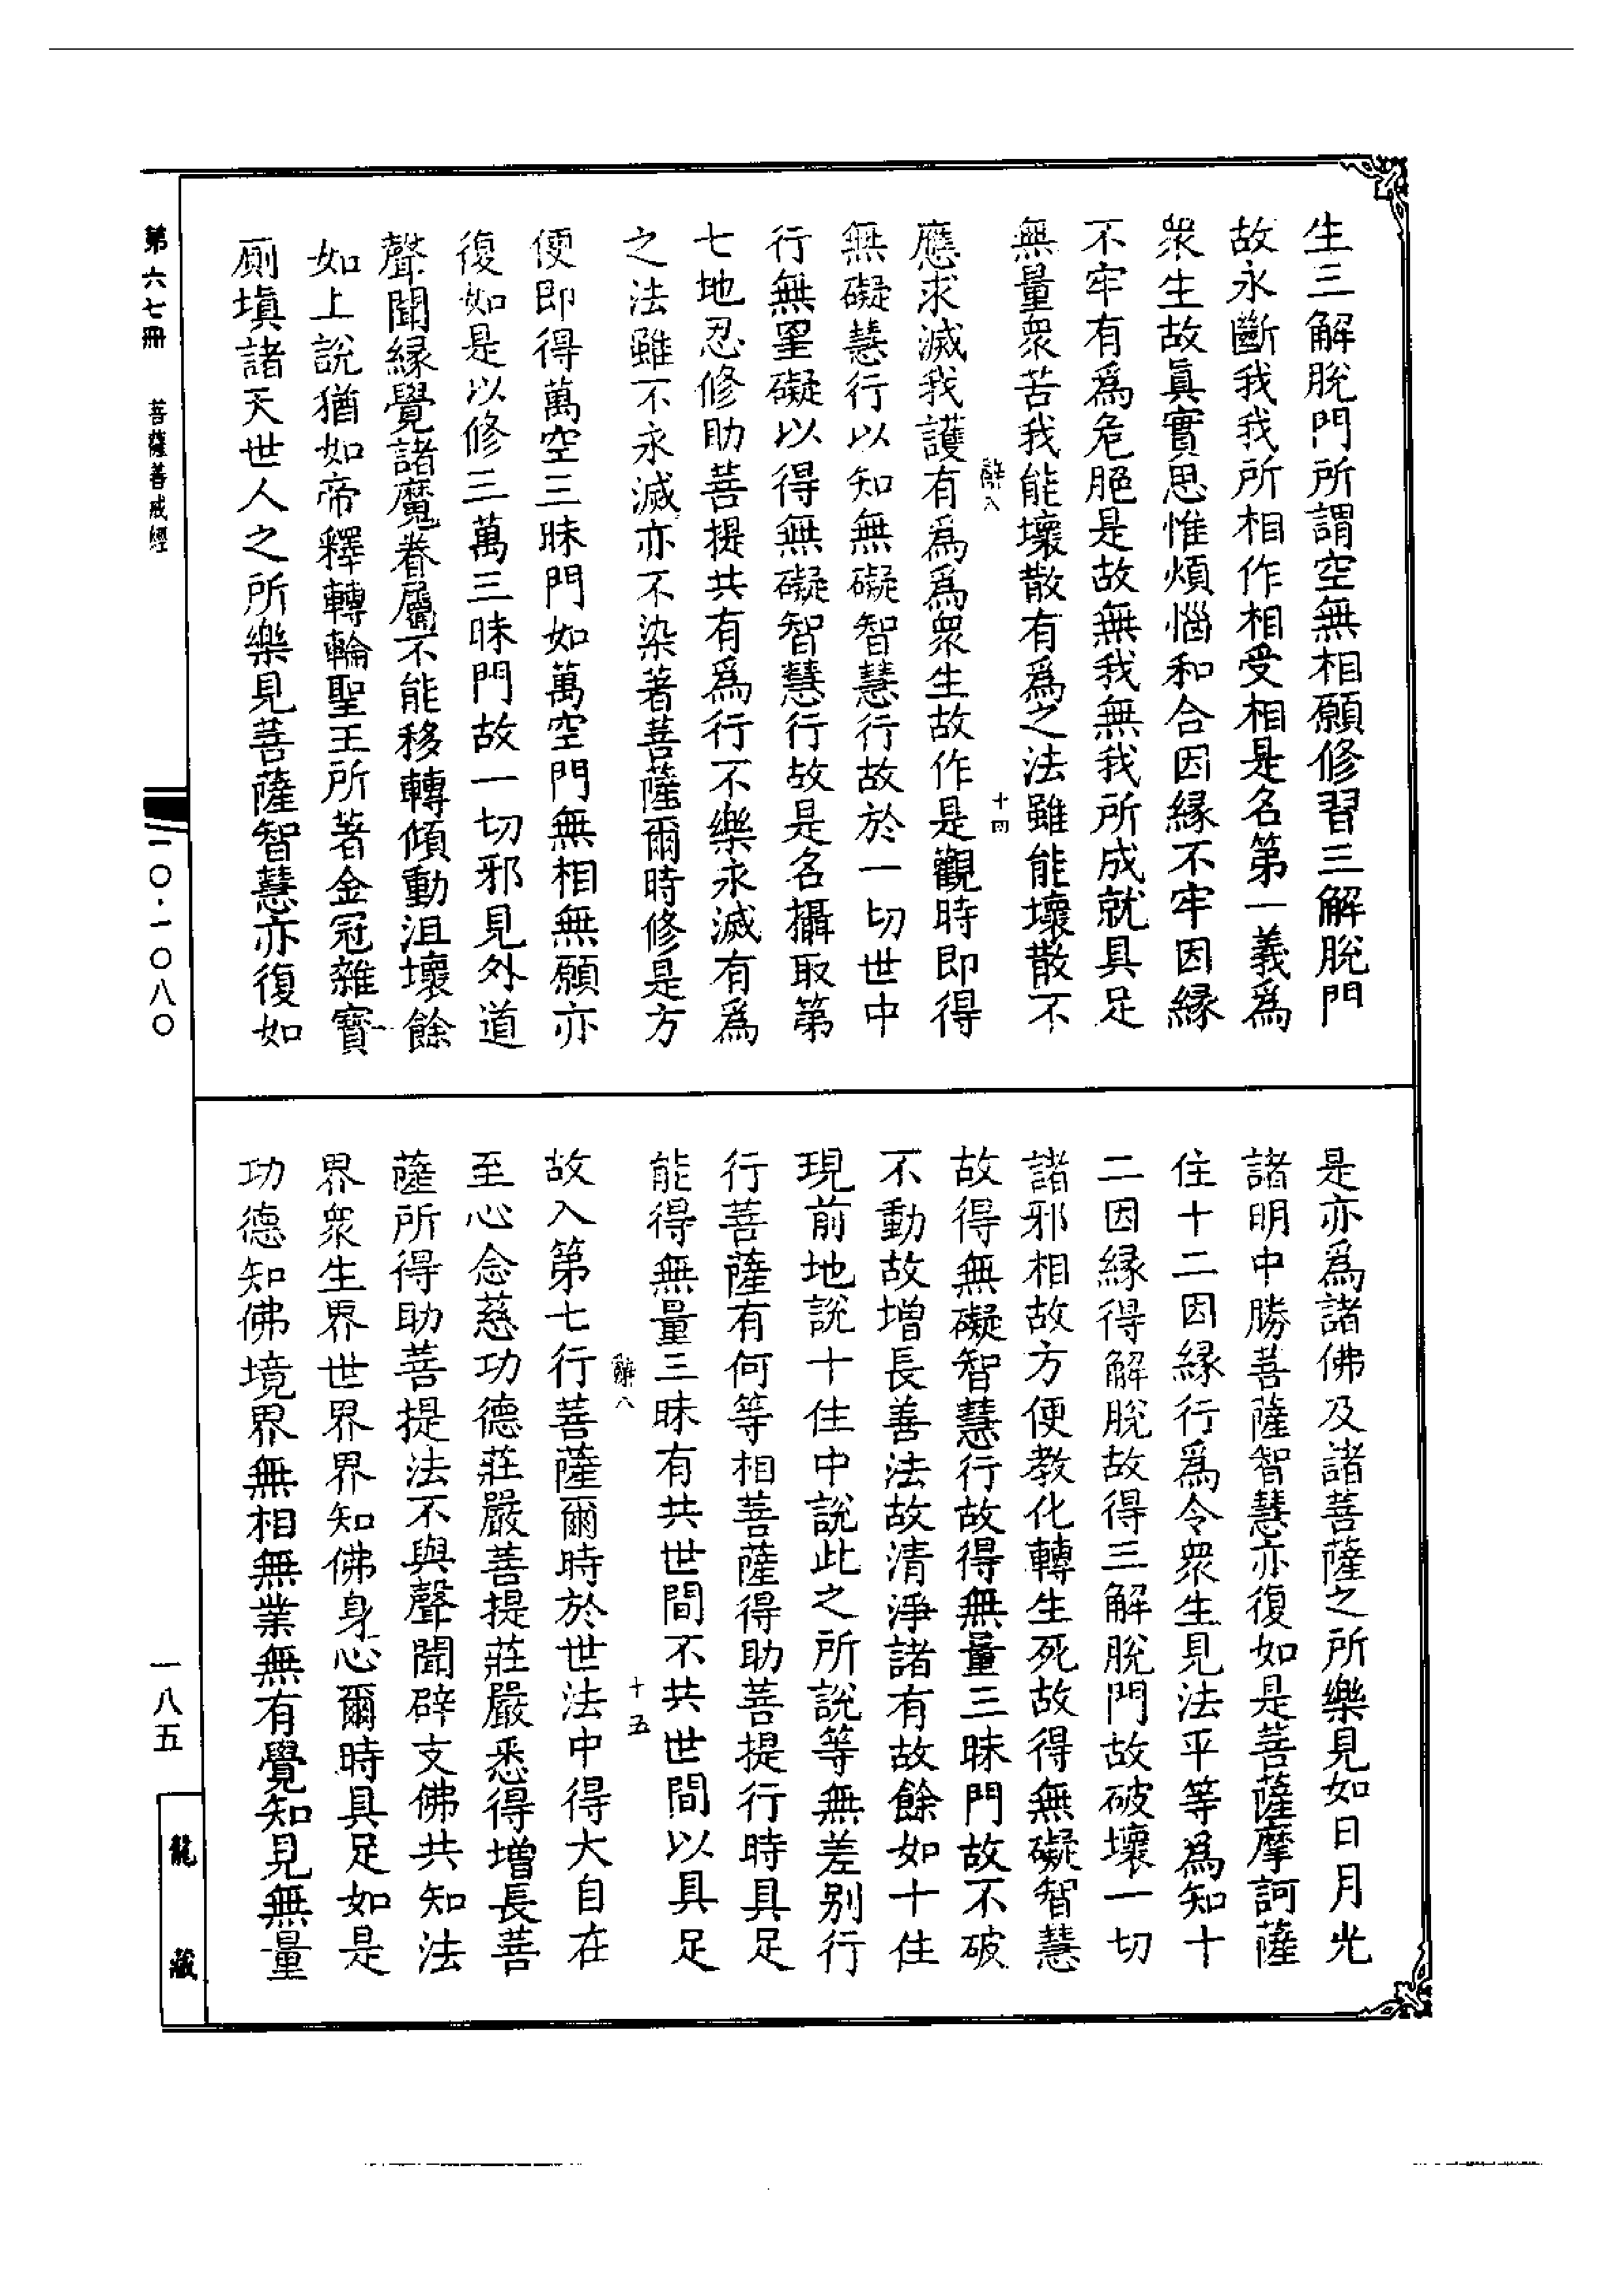 生三解脫門所謂空無相願修習三解脫門
故永斷我我所相作相受相是名第一義為
衆生故眞實思惟煩惱和合因緣不牢因緣
不牢有為危脆是故無我無我所成就具足
無量衆苦我能壞散有為之法雖能壞散不
應求滅我護有為為衆生故作是觀時即得
無礙慧行以知無礙智慧行故於一切世中
行無罣礙以得無礙智慧行故是名攝取第
七地忍修助菩提共有為行不樂永滅有為
之法雖不永滅亦不染著菩薩爾時修是方
便即得萬空三昧門如萬空門無相無願亦
復如是以修三萬三昧門故一切邪見外道
聲聞緣覺諸魔眷屬不能移轉傾動沮壞餘
如上說猶如帝釋轉輪聖王所著金冠雜寶
廁填諸天世人之所樂見菩薩智慧亦復如
是亦為諸佛及諸菩薩之所樂見如日月光
諸明中勝菩薩智慧亦復如是菩薩摩訶薩
住十二因緣行為令衆生見法平等為知十
二因緣得解脫故得三解脫門故破壞一切
諸邪相故方便教化轉生死故得無礙智慧
故得無礙智慧行故得無量三昧門故不破
不動故增長善法故清淨諸有故餘如十住
現前地說十住中說此之所說等無差别行
行菩薩有何等相菩薩得助菩提行時具足
能得無量三昧有共世間不共世間以具足
故入第七行菩薩爾時於世法中得大自在
至心念慈功德莊嚴菩提莊嚴悉得增長菩
薩所得助菩提法不與聲聞辟支佛共知法
界衆生界世界界知佛身心爾時具足如是
功德知佛境界無相無業無有覺知見無量
第六七冊
菩薩善戒經
一〇·一〇八〇
一八五
龍藏
十四
十五